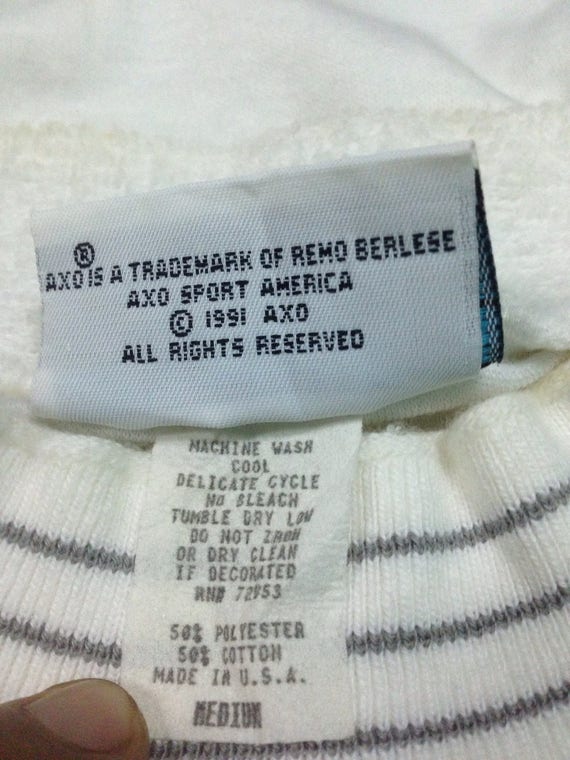 ®
AXO IS A TRADEMARK OF REMO BERLESE
AXO SPORT AMERICA
© 1991 AXO
ALL RIGHTS RESERVED
MACHINE WASH
COOL
DELICATE CYCLE
NO BLEACH
TUMBLE DRY LOW
DO NOT IRON
OR DRY CLEAN
IF DECORATED
RN# 72953
50% POLYESTER
50% COTTON
MADE IN U.S.A.
MEDIUM